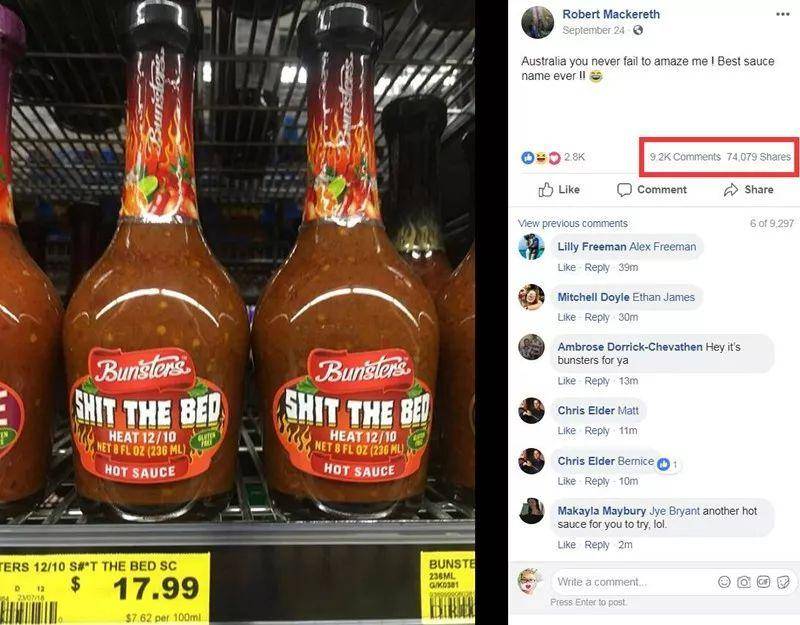 Bunsters
Bunsters
Bunsters™
SHIT THE BED
HEAT 12/10
NET 8 FL OZ (236 ML)
GLUTEN FREE
HOT SAUCE
Bunsters
SHIT THE BED
HEAT 12/10
NET 8 FL OZ (236 ML)
HOT SAUCE
TERS 12/10 S#*T THE BED SC
$ 17.99
D 12
23/07/18
$7.62 per 100ml
BUNSTE
236ML
G/K0381
Robert Mackereth
September 24
Australia you never fail to amaze me ! Best sauce
name ever !! 😂
2.8K
9.2K Comments 74,079 Shares
Like Comment Share
View previous comments 6 of 9,297
Lilly Freeman Alex Freeman
Like · Reply · 39m
Mitchell Doyle Ethan James
Like · Reply · 30m
Ambrose Dorrick-Chevathen Hey it's
bunsters for ya
Like · Reply · 13m
Chris Elder Matt
Like · Reply · 11m
Chris Elder Bernice 1
Like · Reply · 10m
Makayla Maybury Jye Bryant another hot
sauce for you to try, lol.
Like · Reply · 2m
Write a comment...
GIF
Press Enter to post.